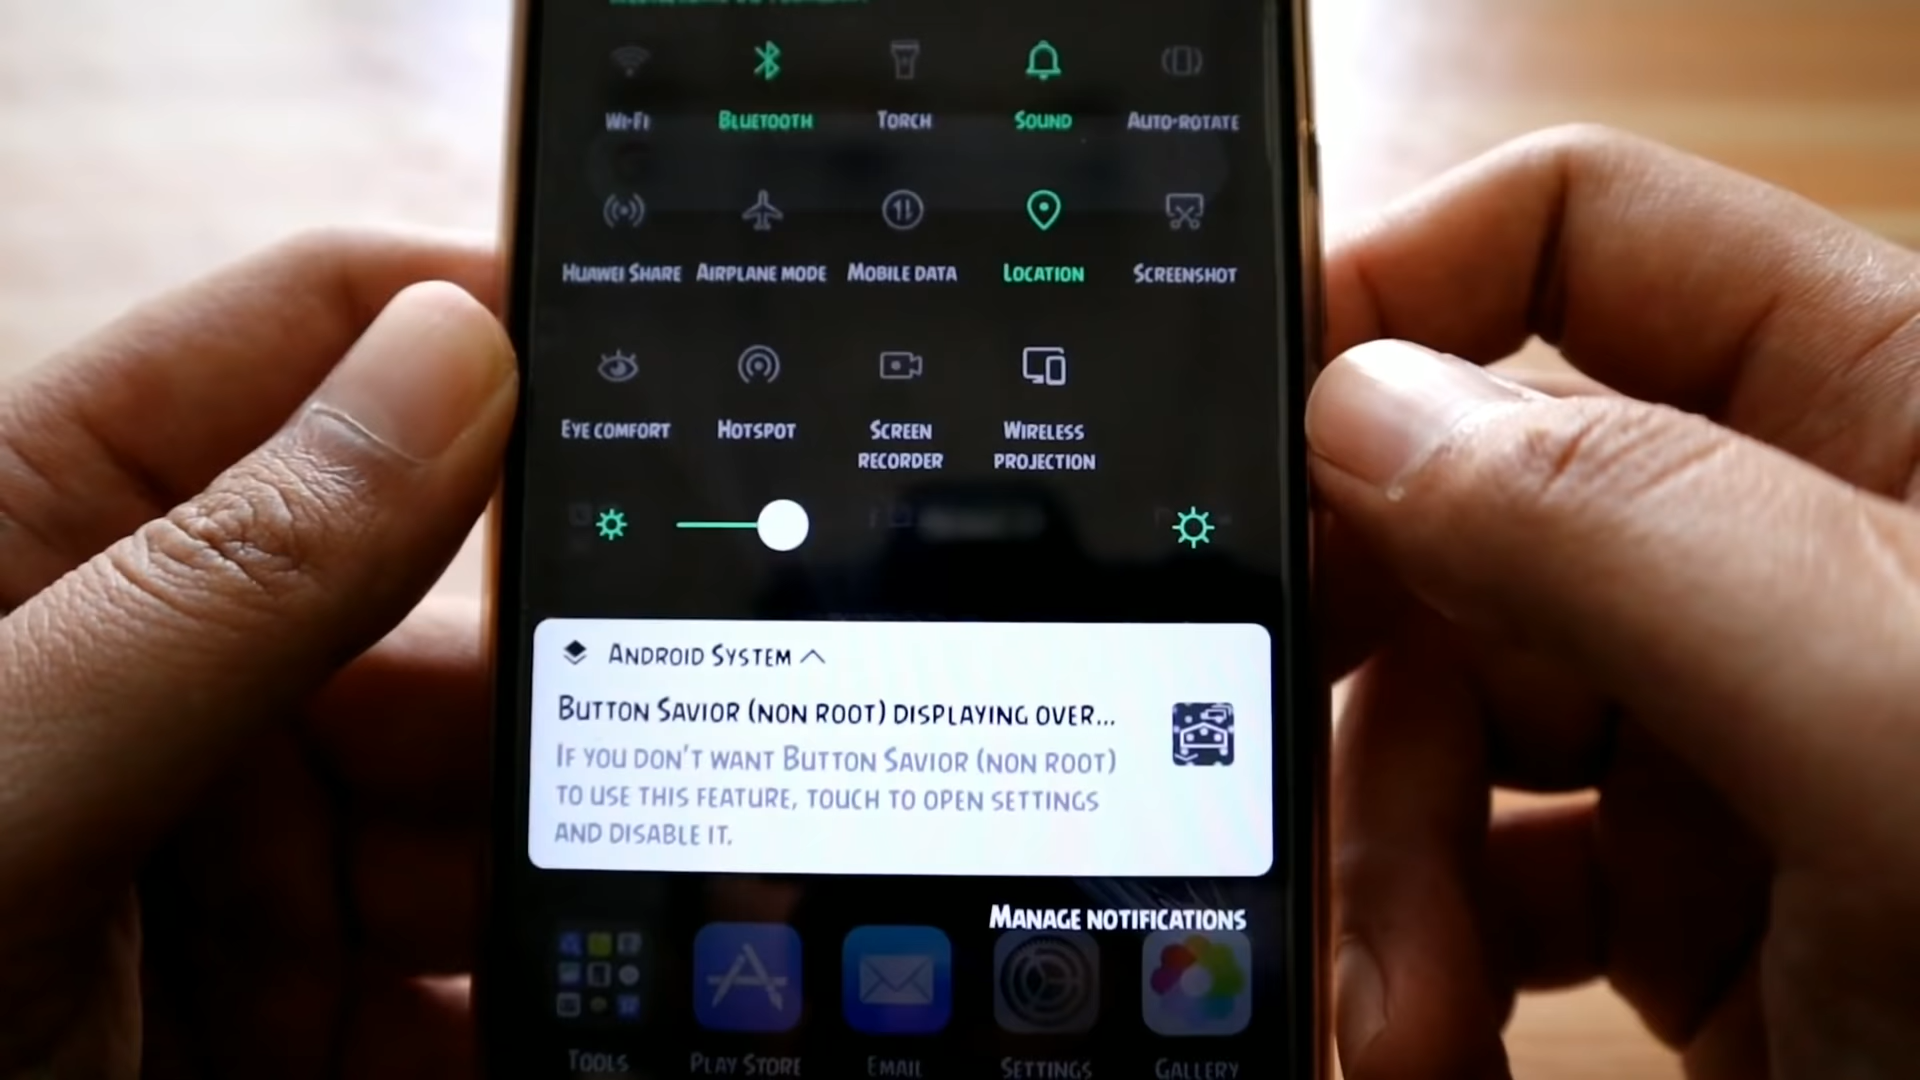 Wi-Fi
Bluetooth
Torch
Sound
Auto-rotate
Huawei Share
Airplane mode
Mobile data
Location
Screenshot
Eye comfort
Hotspot
Screen
recorder
Wireless
projection
Android System
Button Savior (non root) displaying over...
If you don't want Button Savior (non root)
to use this feature, touch to open settings
and disable it.
Manage notifications
Tools
Play Store
Email
Settings
Gallery